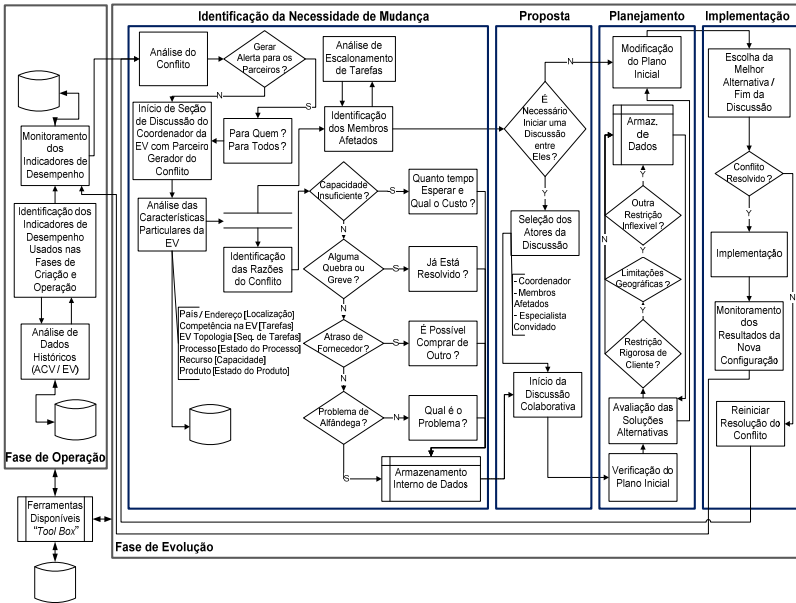 Identificação da Necessidade de Mudança
Proposta
Planejamento
Implementação
Análise do
Conflito
Gerar
Alerta para os
Parceiros ?
N
S
Análise de
Escalonamento
de Tarefas
Início de Seção
de Discussão do
Coordenador da
EV com Parceiro
Gerador do
Conflito
Para Quem ?
Para Todos ?
Identificação
dos Membros
Afetados
Análise das
Características
Particulares da
EV
Identificação
das Razões
do Conflito
País / Endereço [Localização]
Competência na EV [Tarefas]
EV Topologia [Seq. de Tarefas]
Processo [Estado do Processo]
Recurso [Capacidade]
Produto [Estado do Produto]
Capacidade
Insuficiente ?
S
Quanto tempo
Esperar e
Qual o Custo ?
N
Alguma
Quebra ou
Greve ?
S
Já Está
Resolvido ?
N
Atraso de
Fornecedor ?
S
É Possível
Comprar de
Outro ?
N
Problema de
Alfândega ?
N
Qual é o
Problema ?
S
Armazenamento
Interno de Dados
É
Necessário
Iniciar uma
Discussão
entre
Eles ?
N
Y
Seleção dos
Atores da
Discussão
- Coordenador
- Membros
Afetados
- Especialista
Convidado
Início da
Discussão
Colaborativa
Modificação
do Plano
Inicial
Armaz.
de Dados
Y
Outra
Restrição
Inflexível ?
Y
N
Limitações
Geográficas ?
Y
Restrição
Rigorosa de
Cliente ?
Y
Avaliação das
Soluções
Alternativas
Verificação do
Plano Inicial
Escolha da
Melhor
Alternativa /
Fim da
Discussão
Conflito
Resolvido ?
Y
N
Implementação
Monitoramento
dos
Resultados da
Nova
Configuração
Reiniciar
Resolução do
Conflito
Monitoramento
dos
Indicadores de
Desempenho
Identificação dos
Indicadores de
Desempenho
Usados nas
Fases de
Criação e
Operação
Análise de
Dados
Históricos
(ACV / EV)
Fase de Operação
Ferramentas
Disponíveis
“Tool Box”
Fase de Evolução